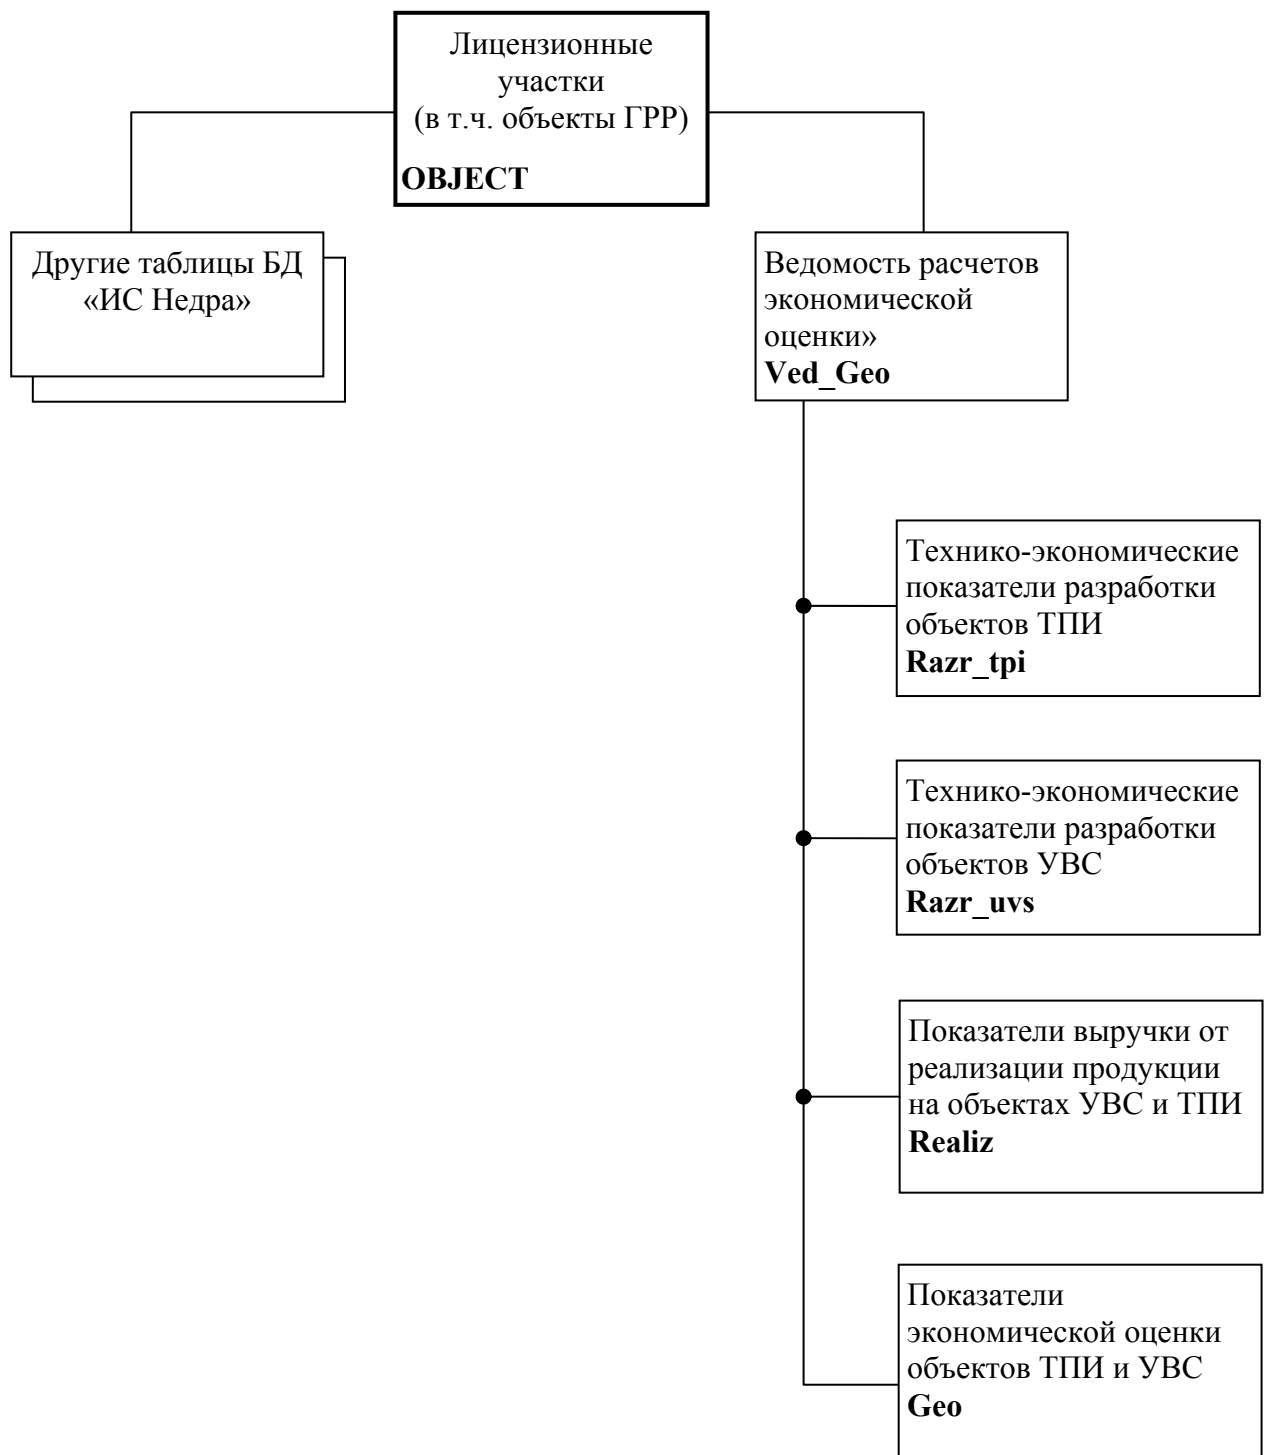 Лицензионные
участки
(в т.ч. объекты ГРР)
OBJECT
Другие таблицы БД
«ИС Недра»
Ведомость расчетов
экономической
оценки»
Ved_Geo
Технико-экономические
показатели разработки
объектов ТПИ
Razr_tpi
Технико-экономические
показатели разработки
объектов УВС
Razr_uvs
Показатели выручки от
реализации продукции
на объектах УВС и ТПИ
Realiz
Показатели
экономической оценки
объектов ТПИ и УВС
Geo